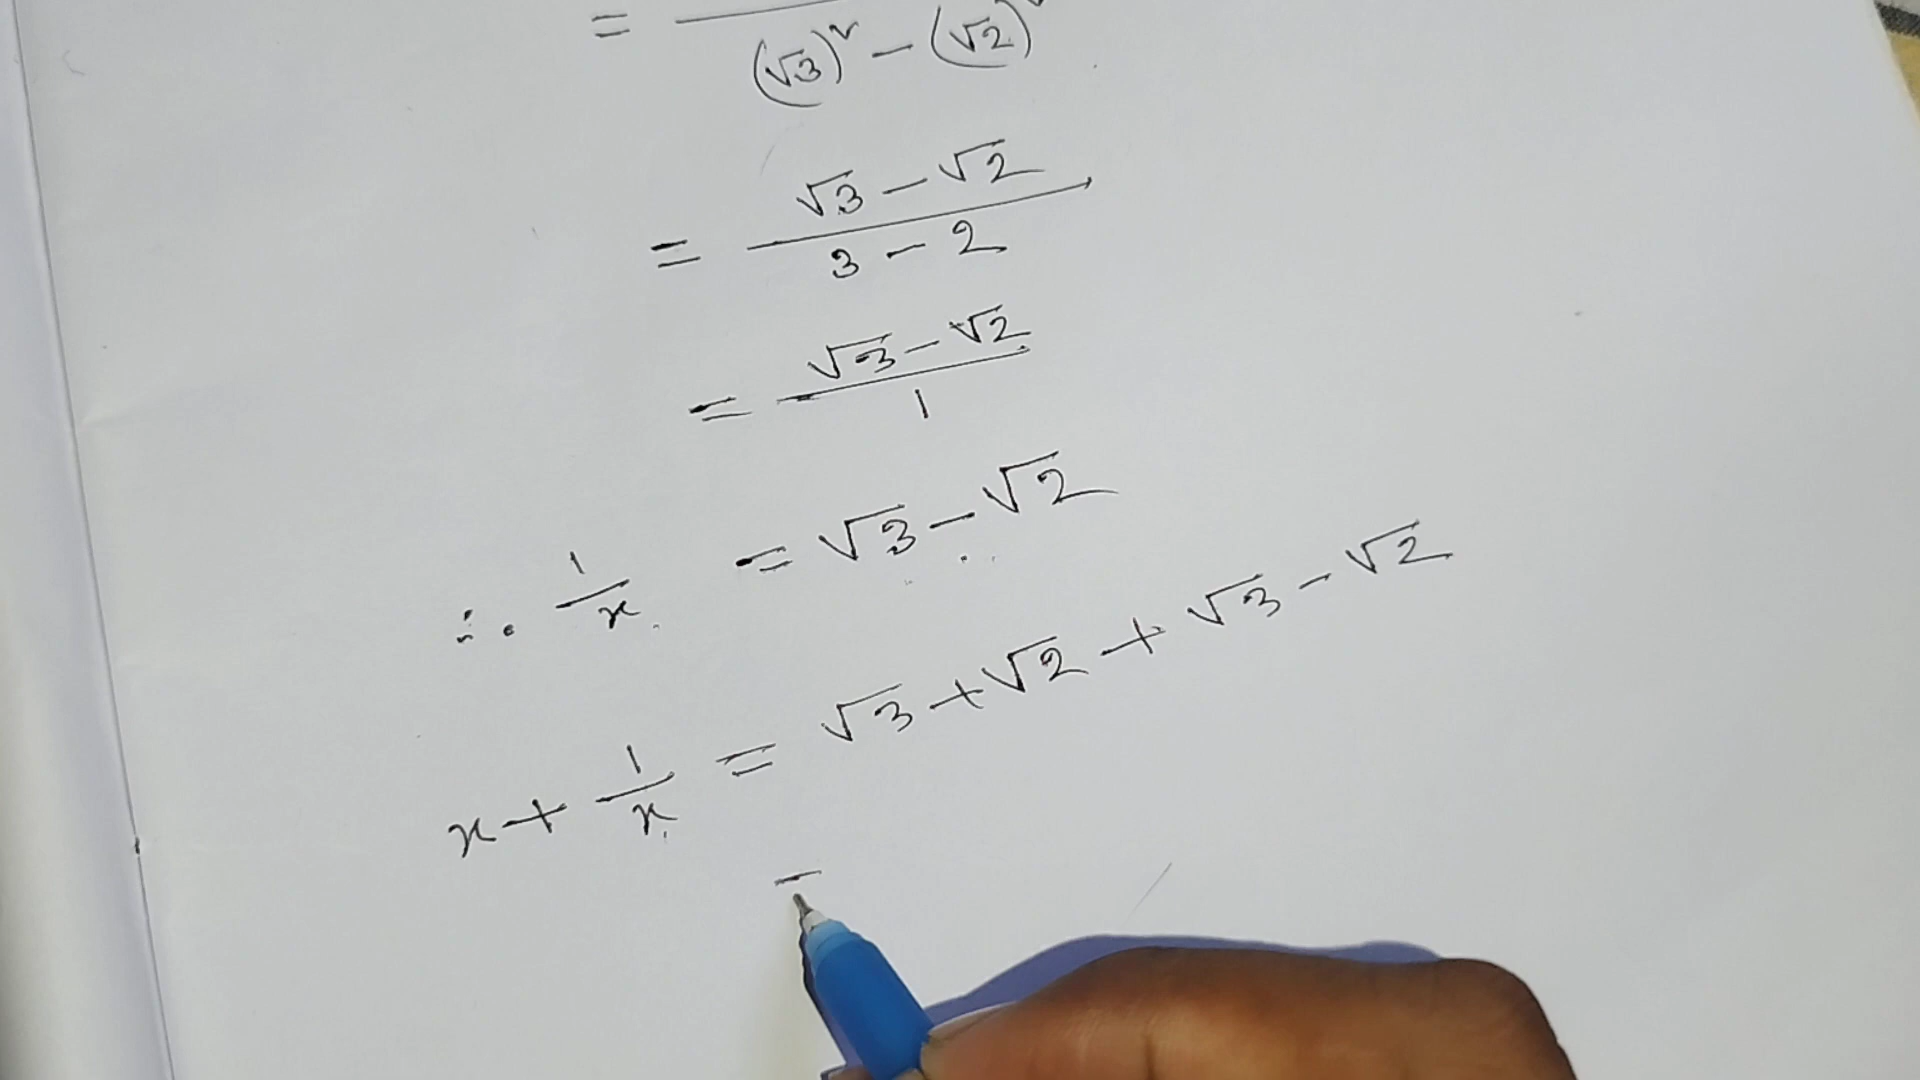 = / (√3)² - (√2)²
= (√3 - √2) / (3 - 2)
= (√3 - √2) / 1
∴ 1/x = √3 - √2
x + 1/x = √3 + √2 + √3 - √2